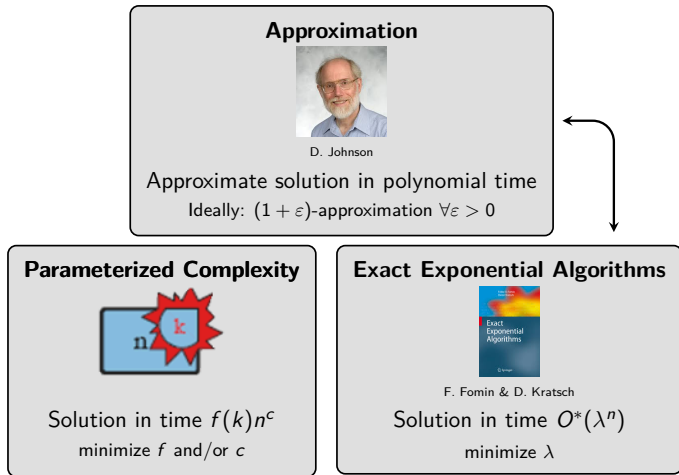 Approximation
D. Johnson
Approximate solution in polynomial time
Ideally: (1 + ε)-approximation ∀ε > 0
Parameterized Complexity
n
k
Solution in time f(k)n^c
minimize f and/or c
Exact Exponential Algorithms
Exact
Exponential
Algorithms
F. Fomin & D. Kratsch
Solution in time O*(λ^n)
minimize λ